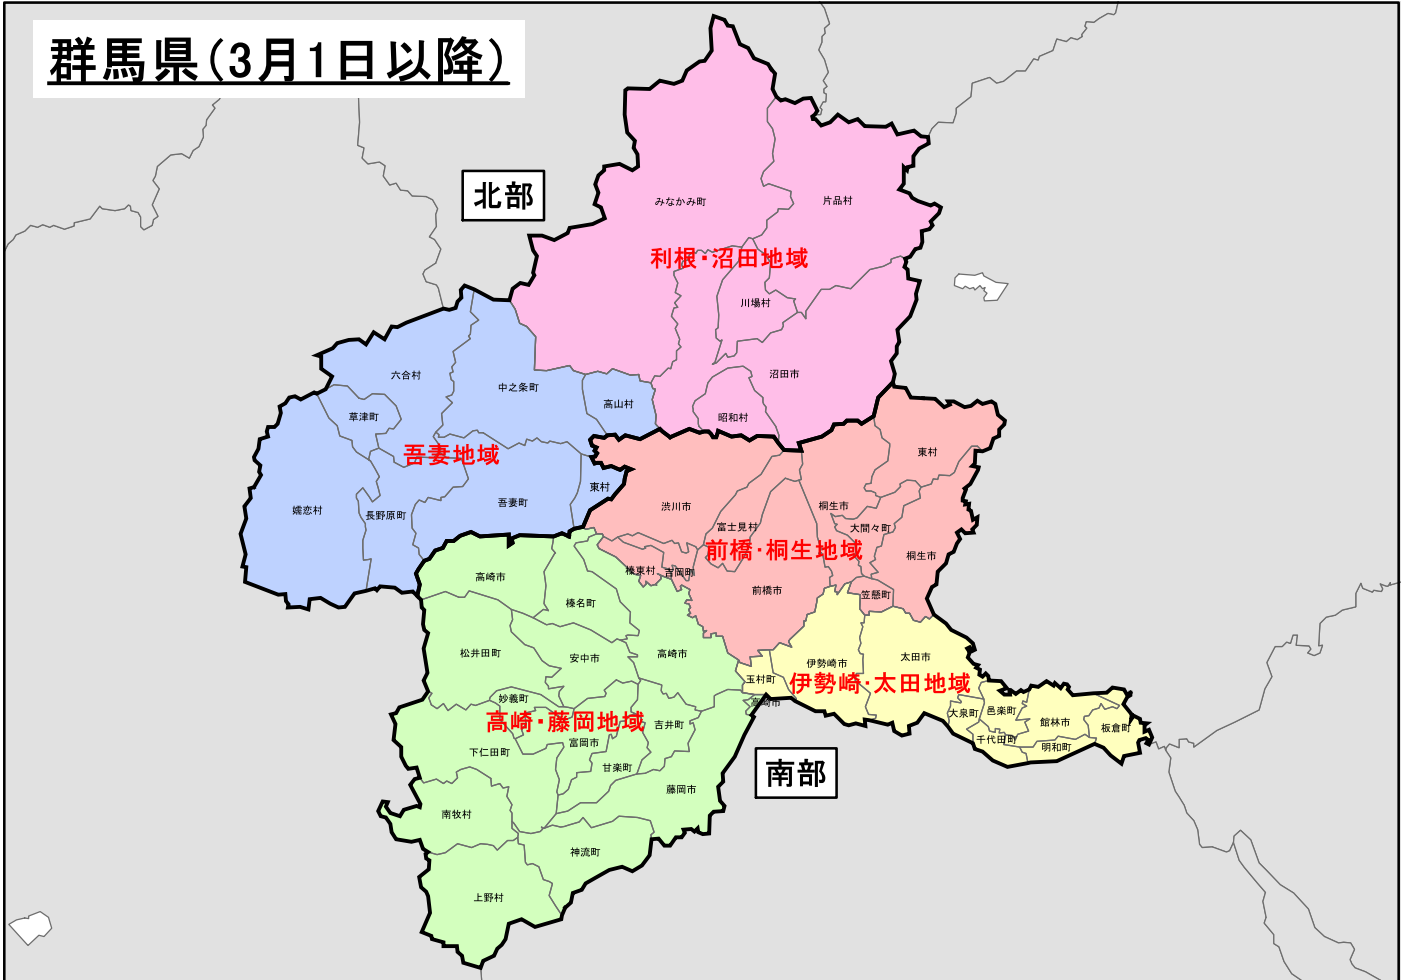 群馬県(3月1日以降)
北部
みなかみ町
片品村
利根・沼田地域
川場村
沼田市
昭和村
六合村
中之条町
高山村
草津町
吾妻地域
嬬恋村
長野原町
吾妻町
東村
東村
渋川市
桐生市
富士見村
大間々町
前橋・桐生地域
桐生市
榛東村
吉岡町
前橋市
笠懸町
高崎市
榛名町
松井田町
安中市
高崎市
伊勢崎市
太田市
玉村町
伊勢崎・太田地域
妙義町
高崎市
高崎・藤岡地域
吉井町
大泉町
邑楽町
館林市
板倉町
千代田町
明和町
下仁田町
富岡市
甘楽町
南部
藤岡市
南牧村
神流町
上野村